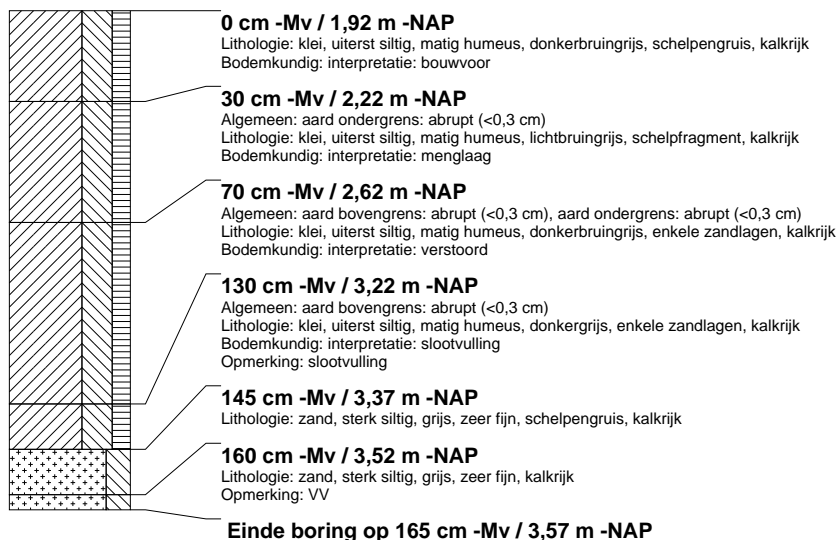 0 cm -Mv / 1,92 m -NAP
Lithologie: klei, uiterst siltig, matig humeus, donkerbruingrijs, schelpengruis, kalkrijk
Bodemkundig: interpretatie: bouwvoor
30 cm -Mv / 2,22 m -NAP
Algemeen: aard ondergrens: abrupt (<0,3 cm)
Lithologie: klei, uiterst siltig, matig humeus, lichtbruingrijs, schelpfragment, kalkrijk
Bodemkundig: interpretatie: menglaag
70 cm -Mv / 2,62 m -NAP
Algemeen: aard bovengrens: abrupt (<0,3 cm), aard ondergrens: abrupt (<0,3 cm)
Lithologie: klei, uiterst siltig, matig humeus, donkerbruingrijs, enkele zandlagen, kalkrijk
Bodemkundig: interpretatie: verstoord
130 cm -Mv / 3,22 m -NAP
Algemeen: aard bovengrens: abrupt (<0,3 cm)
Lithologie: klei, uiterst siltig, matig humeus, donkergrijs, enkele zandlagen, kalkrijk
Bodemkundig: interpretatie: slootvulling
Opmerking: slootvulling
145 cm -Mv / 3,37 m -NAP
Lithologie: zand, sterk siltig, grijs, zeer fijn, schelpengruis, kalkrijk
160 cm -Mv / 3,52 m -NAP
Lithologie: zand, sterk siltig, grijs, zeer fijn, kalkrijk
Opmerking: VV
Einde boring op 165 cm -Mv / 3,57 m -NAP